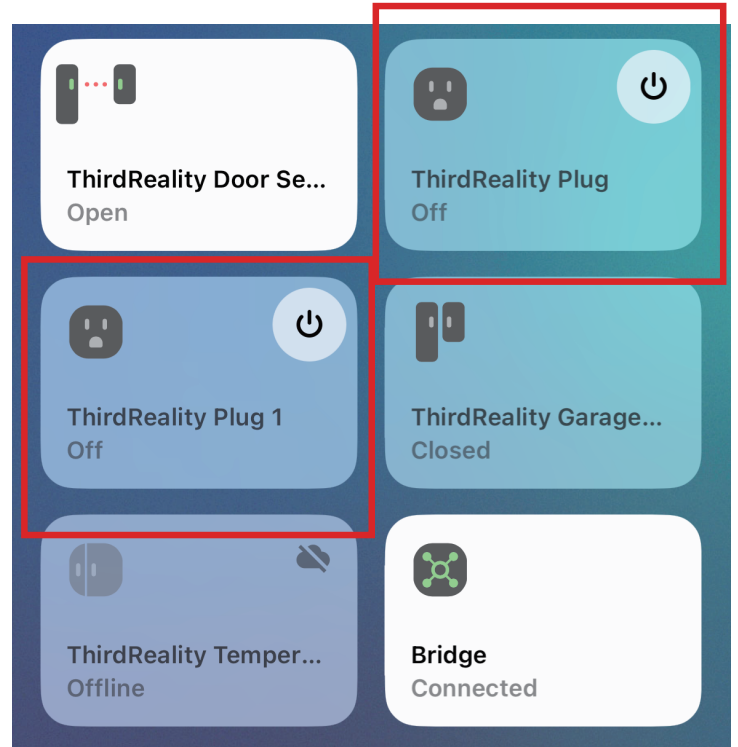 ThirdReality Door Se...
Open
ThirdReality Plug
Off
ThirdReality Plug 1
Off
ThirdReality Garage...
Closed
ThirdReality Temper...
Offline
Bridge
Connected